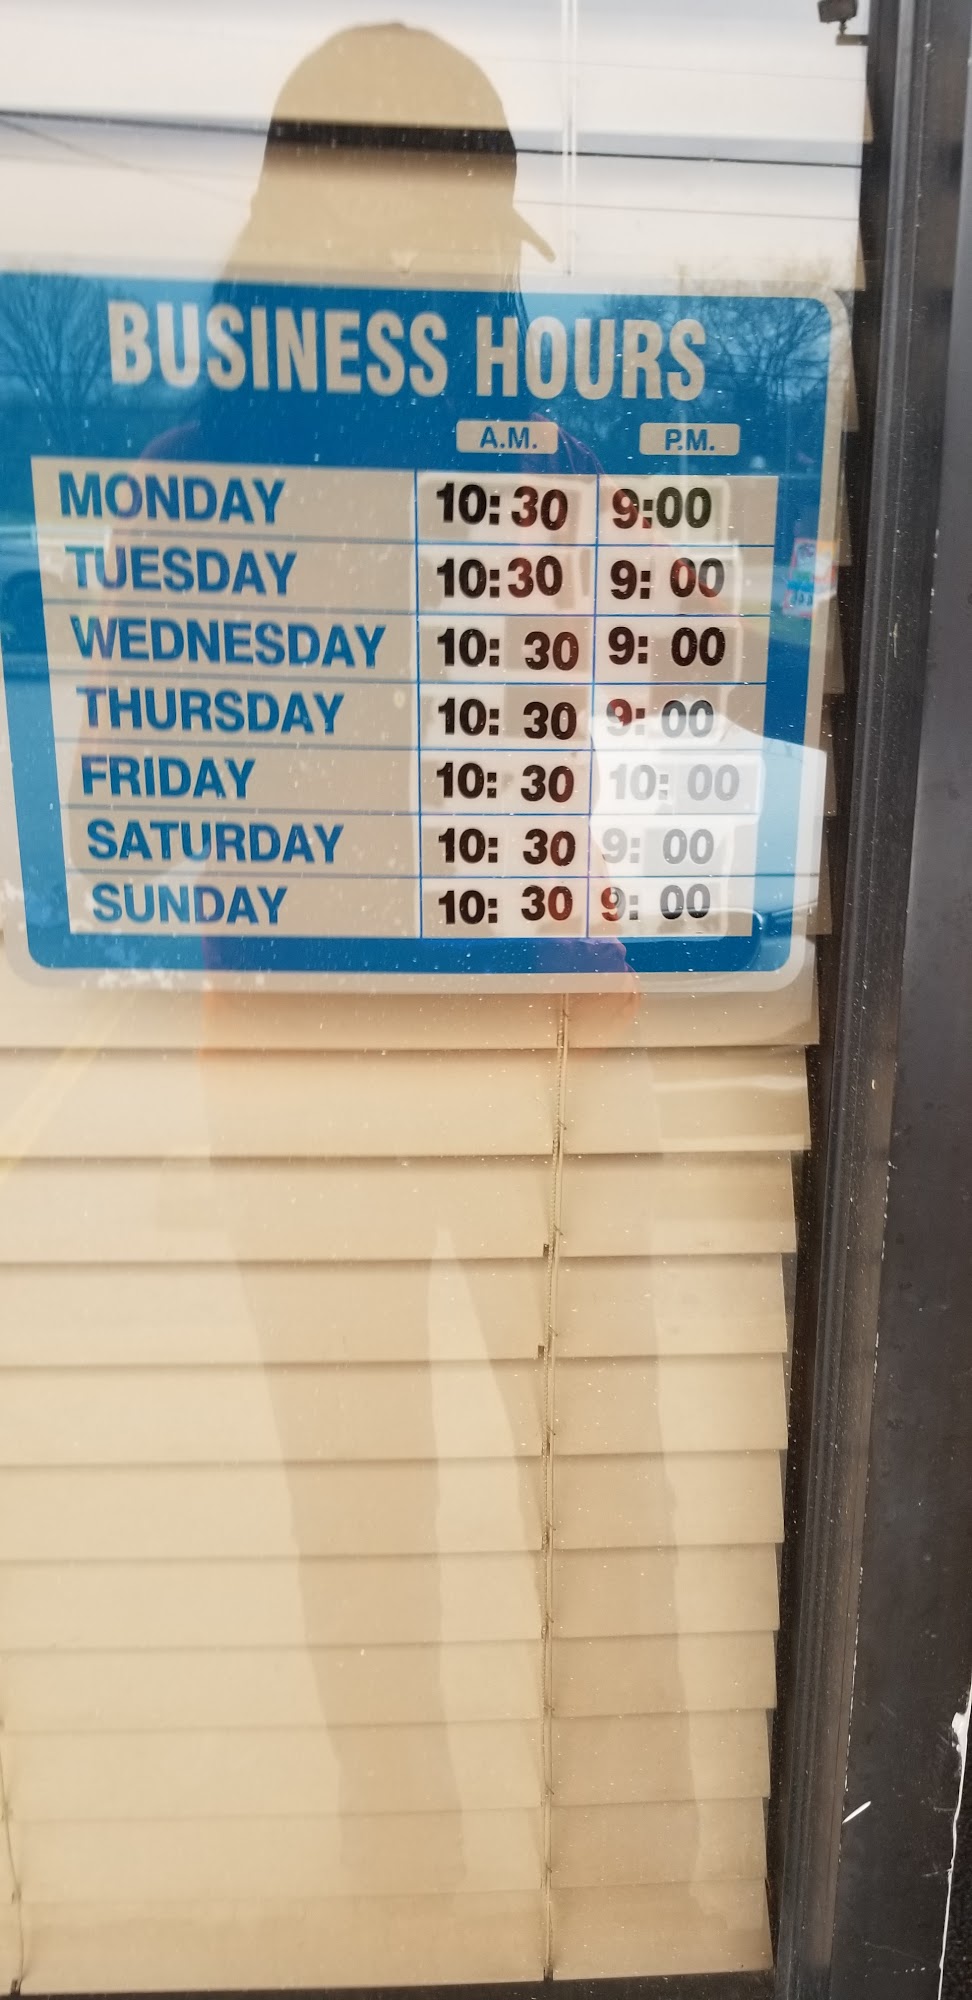 BUSINESS HOURS
A.M. P.M.
MONDAY 10:30 9:00
TUESDAY 10:30 9:00
WEDNESDAY 10:30 9:00
THURSDAY 10:30 9:00
FRIDAY 10:30 10:00
SATURDAY 10:30 9:00
SUNDAY 10:30 9:00